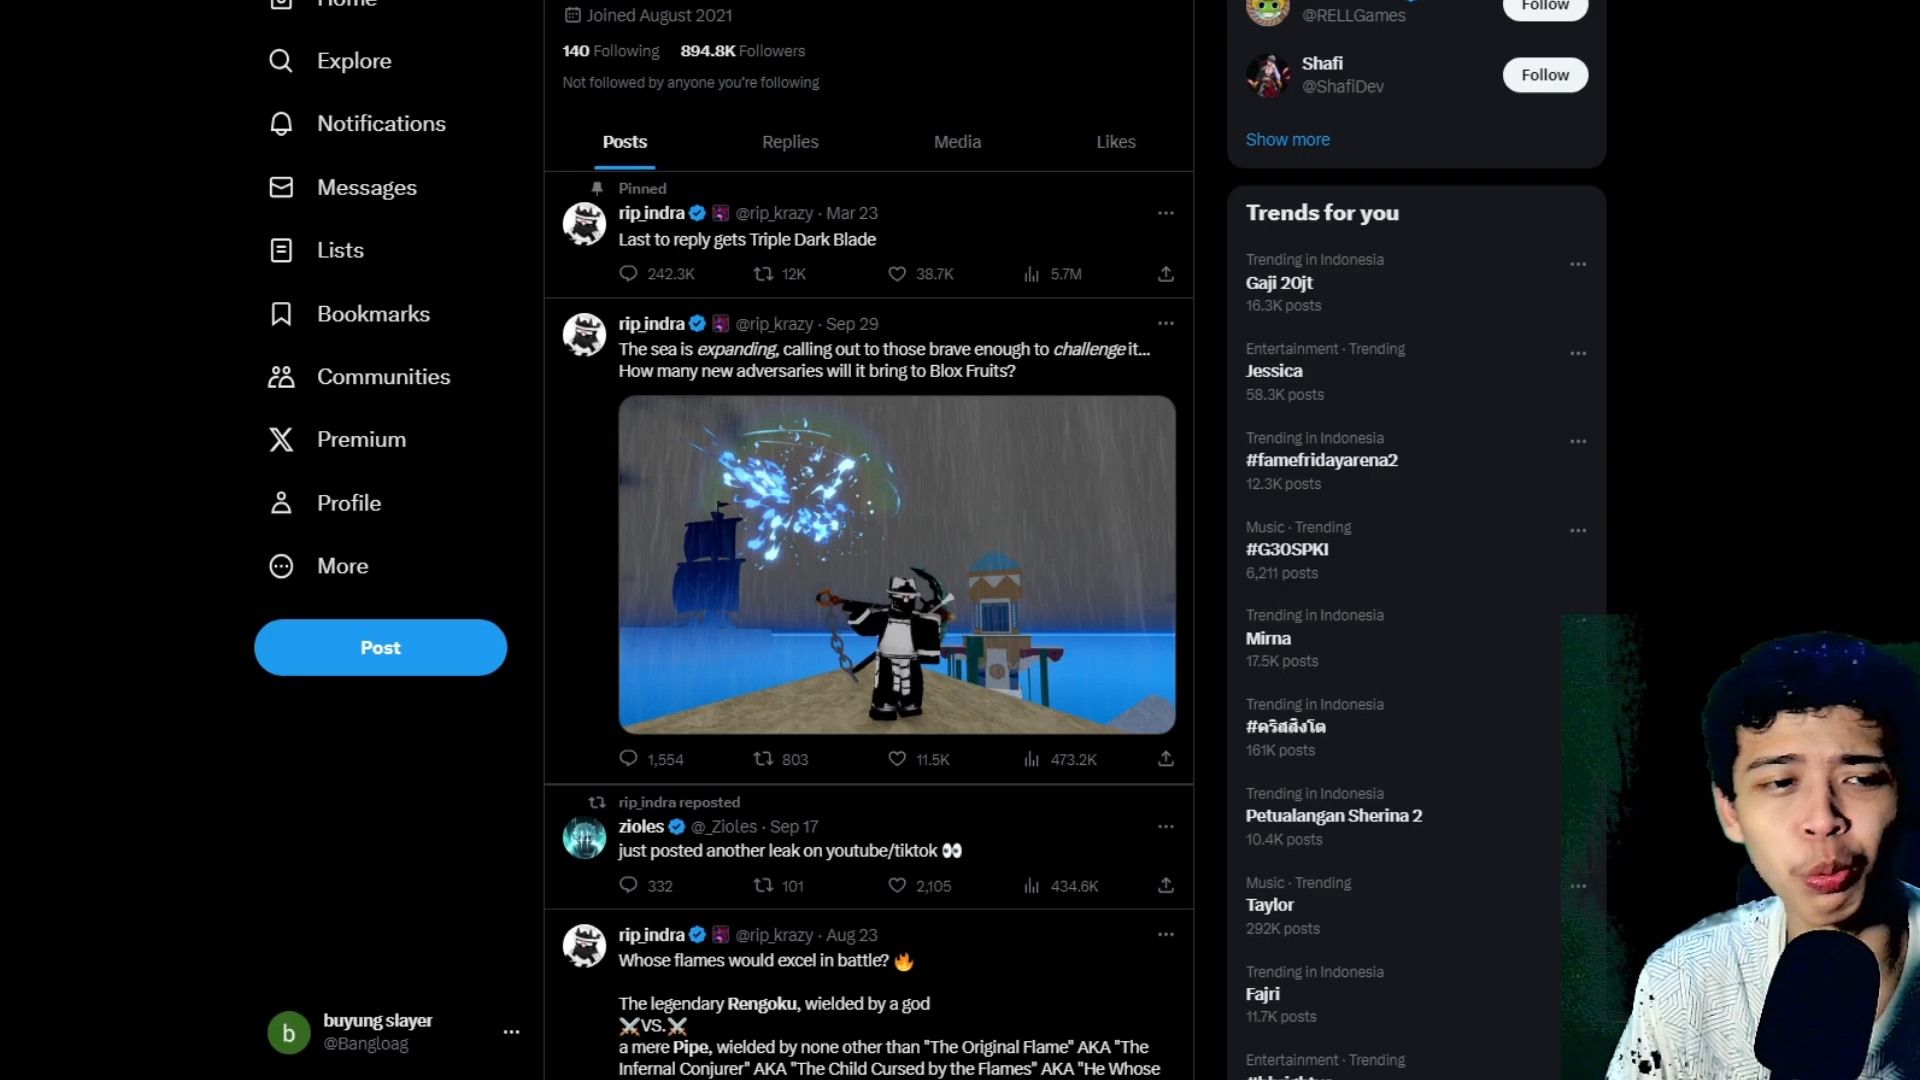 Home
Explore
Notifications
Messages
Lists
Bookmarks
Communities
Premium
Profile
More
Post
b
buyung slayer
@Bangloag
Joined August 2021
140 Following 894.8K Followers
Not followed by anyone you're following
Posts Replies Media Likes
Pinned
rip_indra @rip_krazy · Mar 23
Last to reply gets Triple Dark Blade
242.3K 12K 38.7K 5.7M
rip_indra @rip_krazy · Sep 29
The sea is expanding, calling out to those brave enough to challenge it...
How many new adversaries will it bring to Blox Fruits?
1,554 803 11.5K 473.2K
rip_indra reposted
zioles @_Zioles · Sep 17
just posted another leak on youtube/tiktok 👀
332 101 2,105 434.6K
rip_indra @rip_krazy · Aug 23
Whose flames would excel in battle? 🔥
The legendary Rengoku, wielded by a god
⚔️VS.⚔️
a mere Pipe, wielded by none other than "The Original Flame" AKA "The
Infernal Conjurer" AKA "The Child Cursed by the Flames" AKA "He Whose
@RELLGames
Follow
Shafi
@ShafiDev
Follow
Show more
Trends for you
Trending in Indonesia
Gaji 20jt
16.3K posts
Entertainment · Trending
Jessica
58.3K posts
Trending in Indonesia
#famefridayarena2
12.3K posts
Music · Trending
#G30SPKI
6,211 posts
Trending in Indonesia
Mirna
17.5K posts
Trending in Indonesia
#คริสสิงโต
161K posts
Trending in Indonesia
Petualangan Sherina 2
10.4K posts
Music · Trending
Taylor
292K posts
Trending in Indonesia
Fajri
11.7K posts
Entertainment · Trending